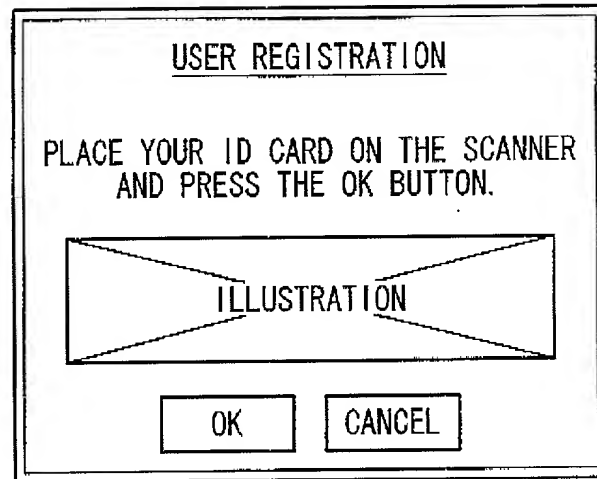 USER REGISTRATION
PLACE YOUR ID CARD ON THE SCANNER
AND PRESS THE OK BUTTON.
ILLUSTRATION
OK
CANCEL